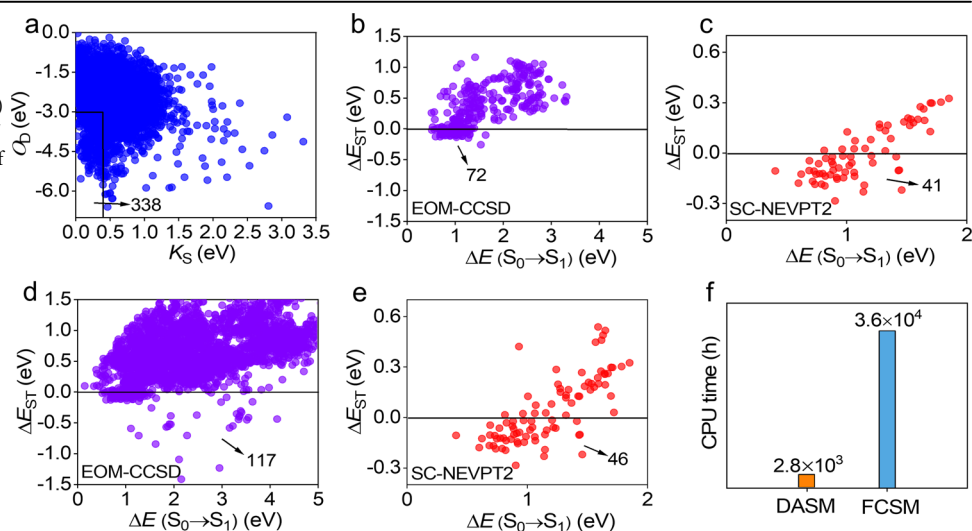 a
0.0
-1.5
-3.0
-4.5
-6.0
O_D (eV)
338
0.0 0.5 1.0 1.5 2.0 2.5 3.0 3.5
K_S (eV)
b
1.5
1.0
0.5
0.0
-0.5
1.0
-1.5
ΔE_ST (eV)
72
EOM-CCSD
0 1 2 3 4 5
ΔE (S₀→S₁) (eV)
c
0.6
0.3
0.0
-0.3
ΔE_ST (eV)
41
SC-NEVPT2
0 1 2
ΔE (S₀→S₁) (eV)
d
1.5
1.0
0.5
0.0
-0.5
-1.0
-1.5
ΔE_ST (eV)
117
EOM-CCSD
0 1 2 3 4 5
ΔE (S₀→S₁) (eV)
e
0.6
0.3
0.0
-0.3
ΔE_ST (eV)
46
SC-NEVPT2
0 1 2
ΔE (S₀→S₁) (eV)
f
CPU time (h)
2.8×10³
3.6×10⁴
DASM FCSM